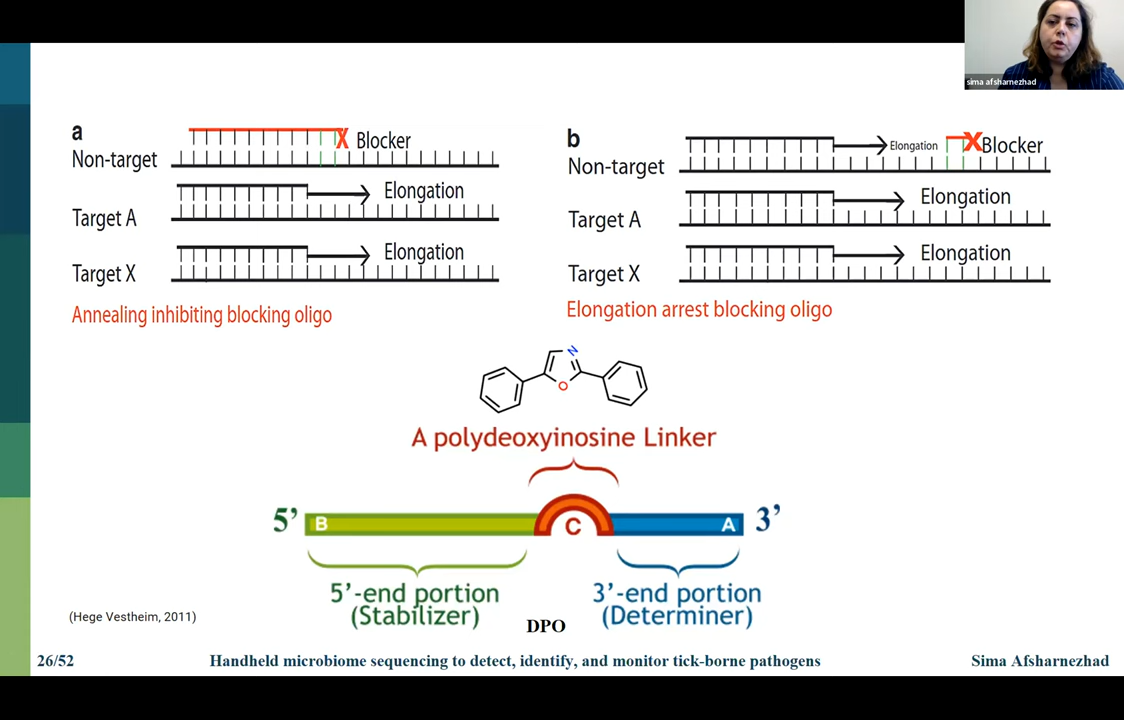 sima afsharnezhad
a
Non-target
X Blocker
Elongation
Target A
Elongation
Target X
Annealing inhibiting blocking oligo
b
Non-target
Elongation
X Blocker
Elongation
Target A
Elongation
Target X
Elongation arrest blocking oligo
N
O
A polydeoxyinosine Linker
5’ B C A 3’
5’-end portion
(Stabilizer)
3’-end portion
(Determiner)
DPO
(Hege Vestheim, 2011)
26/52 Handheld microbiome sequencing to detect, identify, and monitor tick-borne pathogens Sima Afsharnezhad